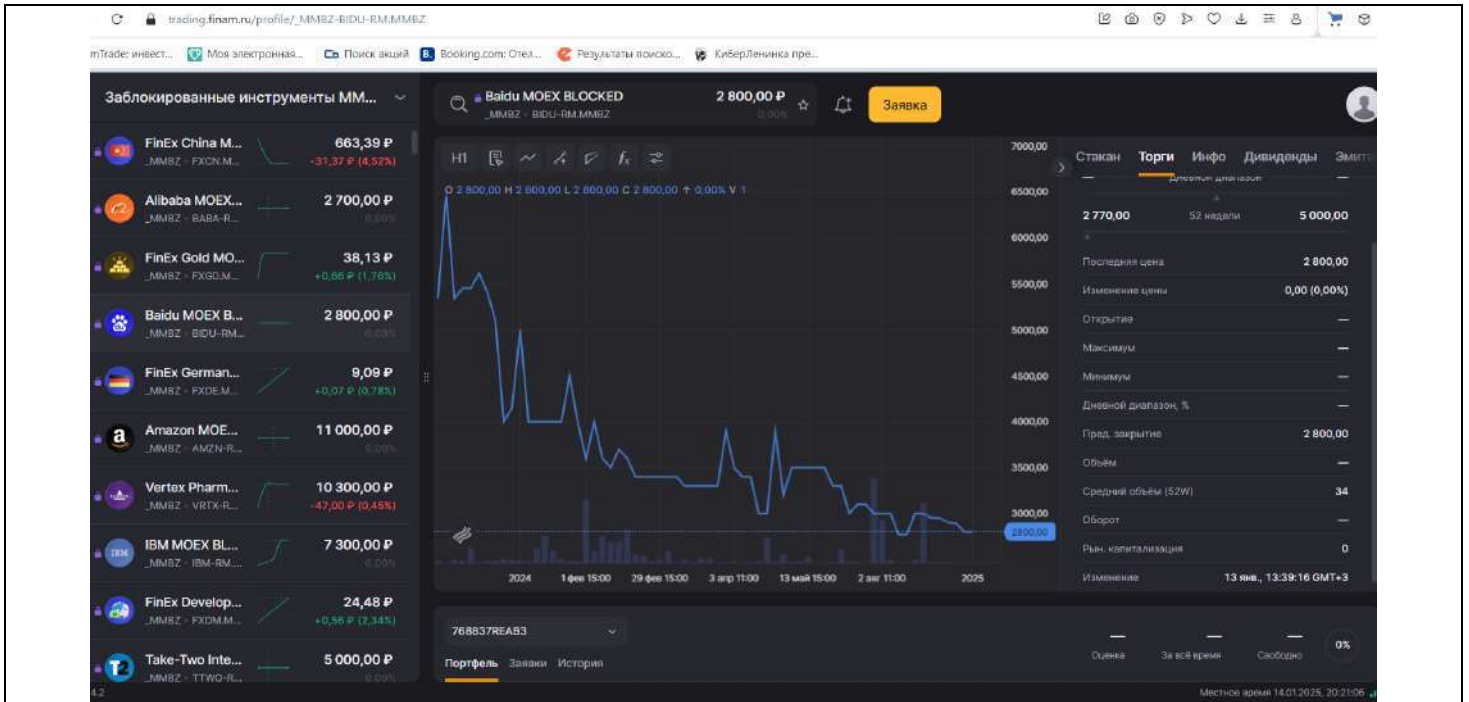 trading.finam.ru/profile/_MMBZ-BIDU-RM.MMBZ
mTrade: инвест... Моя электронная... Поиск акций Booking.com: Отел... Результаты поиско... КиберЛенинка пре...
Заблокированные инструменты ММ...
FinEx China M... 663,39 ₽
_MMBZ - FXCN.M... -31,37 ₽ (4,52%)
Alibaba MOEX... 2 700,00 ₽
_MMBZ - BABA-R... 0,00%
FinEx Gold MO... 38,13 ₽
_MMBZ - FXGD.M... +0,66 ₽ (1,76%)
Baidu MOEX B... 2 800,00 ₽
_MMBZ - BIDU-RM... 0,00%
FinEx German... 9,09 ₽
_MMBZ - FXDE.M... +0,07 ₽ (0,78%)
Amazon MOE... 11 000,00 ₽
_MMBZ - AMZN-R... 0,00%
Vertex Pharm... 10 300,00 ₽
_MMBZ - VRTX-R... -47,00 ₽ (0,45%)
IBM MOEX BL... 7 300,00 ₽
_MMBZ - IBM-RM.... 0,00%
FinEx Develop... 24,48 ₽
_MMBZ - FXDM.M... +0,56 ₽ (2,34%)
Take-Two Inte... 5 000,00 ₽
_MMBZ - TTWO-R... 0,00%
4.2
Baidu MOEX BLOCKED 2 800,00 ₽
_MMBZ - BIDU-RM.MMBZ 0,00%
Заявка
H1
O 2 800,00 H 2 800,00 L 2 800,00 C 2 800,00 ↑ 0,00% V 1
7000,00
6500,00
6000,00
5500,00
5000,00
4500,00
4000,00
3500,00
3000,00
2800,00
2024 1 фев 15:00 29 фев 15:00 3 апр 11:00 13 май 15:00 2 авг 11:00 2025
Стакан Торги Инфо Дивиденды Эмите
— Дневной диапазон —
2 770,00 52 недели 5 000,00
Последняя цена 2 800,00
Изменение цены 0,00 (0,00%)
Открытие —
Максимум —
Минимум —
Дневной диапазон, % —
Пред. закрытие 2 800,00
Объём —
Средний объём (52W) 34
Оборот —
Рын. капитализация 0
Изменение 13 янв., 13:39:16 GMT+3
768837REAB3
Портфель Заявки История
— — —
Оценка За всё время Свободно 0%
Местное время 14.01.2025, 20:21:06